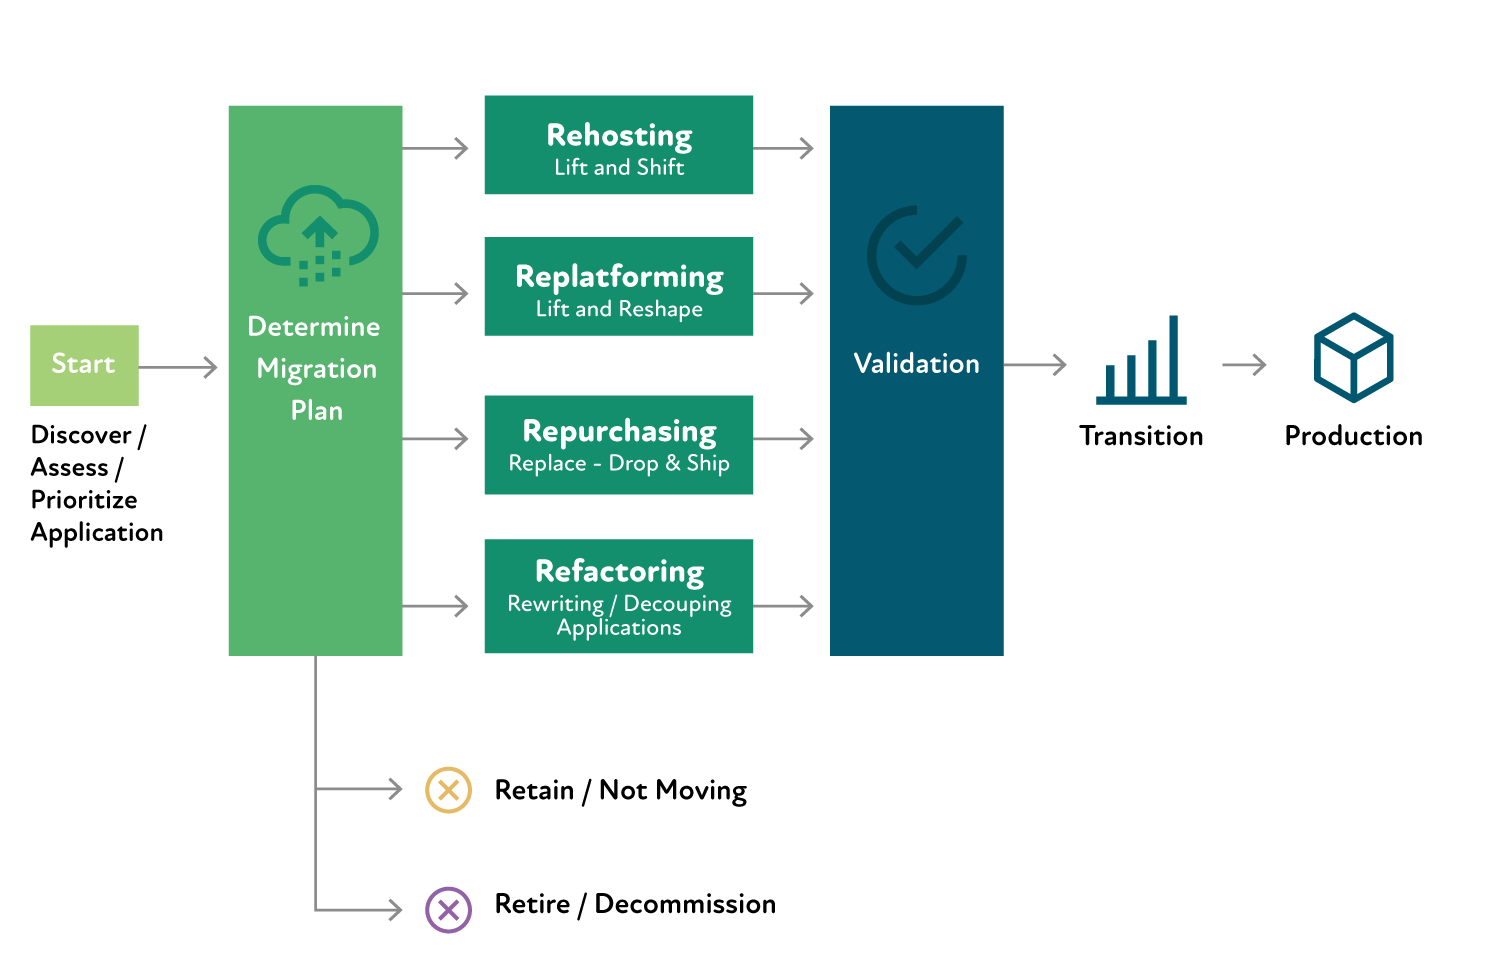 Start
Discover /
Assess /
Prioritize
Application
Determine
Migration
Plan
Rehosting
Lift and Shift
Replatforming
Lift and Reshape
Repurchasing
Replace - Drop & Ship
Refactoring
Rewriting / Decouping
Applications
Validation
Transition
Production
Retain / Not Moving
Retire / Decommission